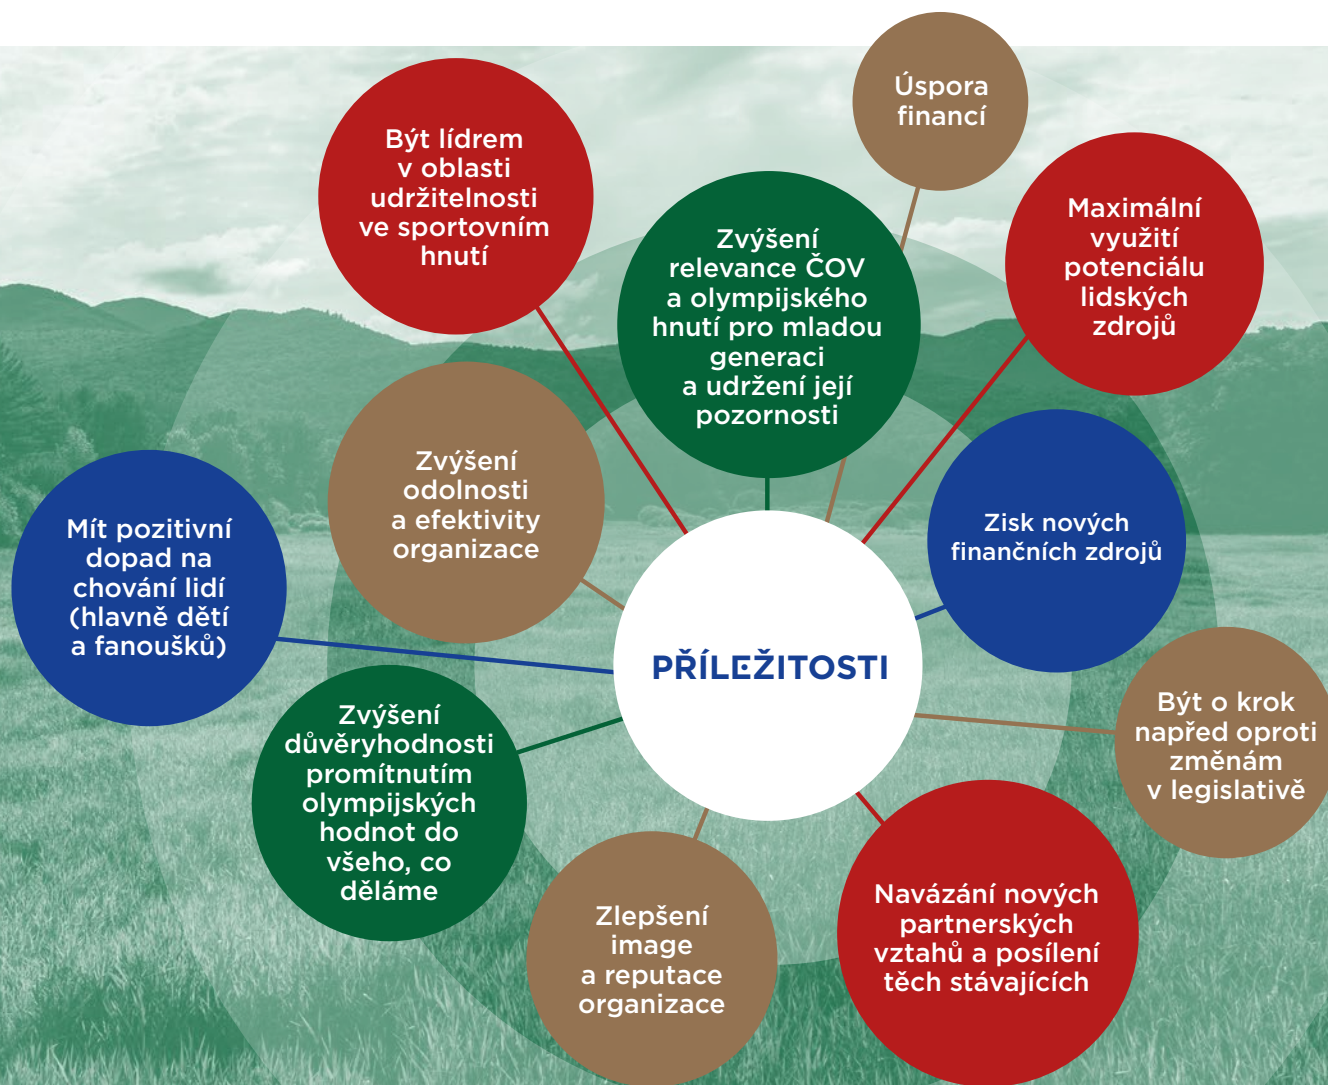 Úspora
financí
Být lídrem
v oblasti
udržitelnosti
ve sportovním
hnutí
Zvýšení
relevance ČOV
a olympijského
hnutí pro mladou
generaci
a udržení její
pozornosti
Maximální
využití
potenciálu
lidských
zdrojů
Zvýšení
odolnosti
a efektivity
organizace
Zisk nových
finančních zdrojů
Mít pozitivní
dopad na
chování lidí
(hlavně dětí
a fanoušků)
PŘÍLEŽITOSTI
Být o krok
napřed oproti
změnám
v legislativě
Zvýšení
důvěryhodnosti
promítnutím
olympijských
hodnot do
všeho, co
děláme
Navázání nových
partnerských
vztahů a posílení
těch stávajících
Zlepšení
image
a reputace
organizace